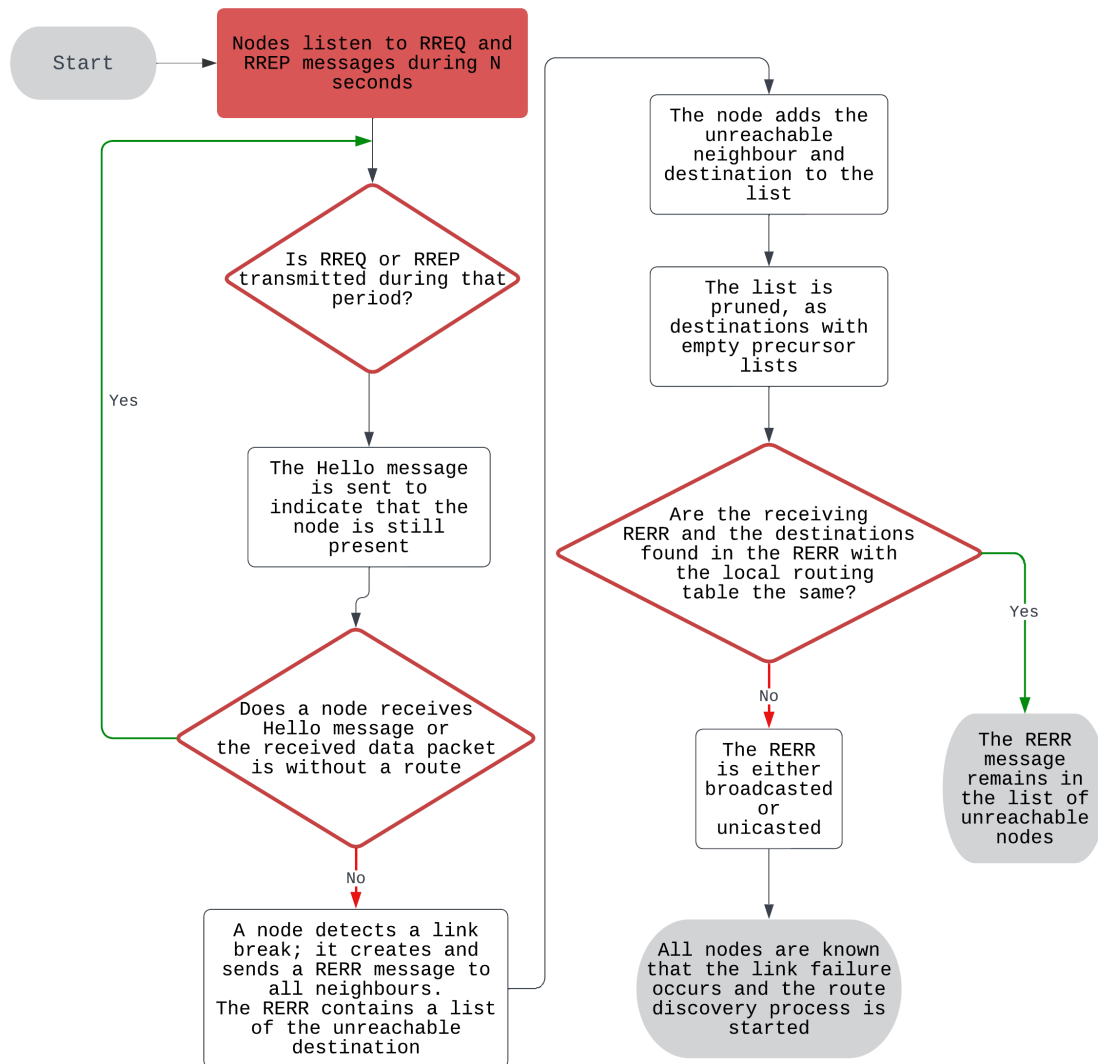 Start
Nodes listen to RREQ and
RREP messages during N
seconds
Is RREQ or RREP
transmitted during that
period?
Yes
The Hello message
is sent to
indicate that the
node is still
present
Does a node receives
Hello message or
the received data packet
is without a route
No
A node detects a link
break; it creates and
sends a RERR message to
all neighbours.
The RERR contains a list
of the unreachable
destination
The node adds the
unreachable
neighbour and
destination to the
list
The list is
pruned, as
destinations with
empty precursor
lists
Are the receiving
RERR and the destinations
found in the RERR with
the local routing
table the same?
Yes
No
The RERR
is either
broadcasted
or
unicasted
The RERR
message
remains in
the list of
unreachable
nodes
All nodes are known
that the link failure
occurs and the route
discovery process is
started